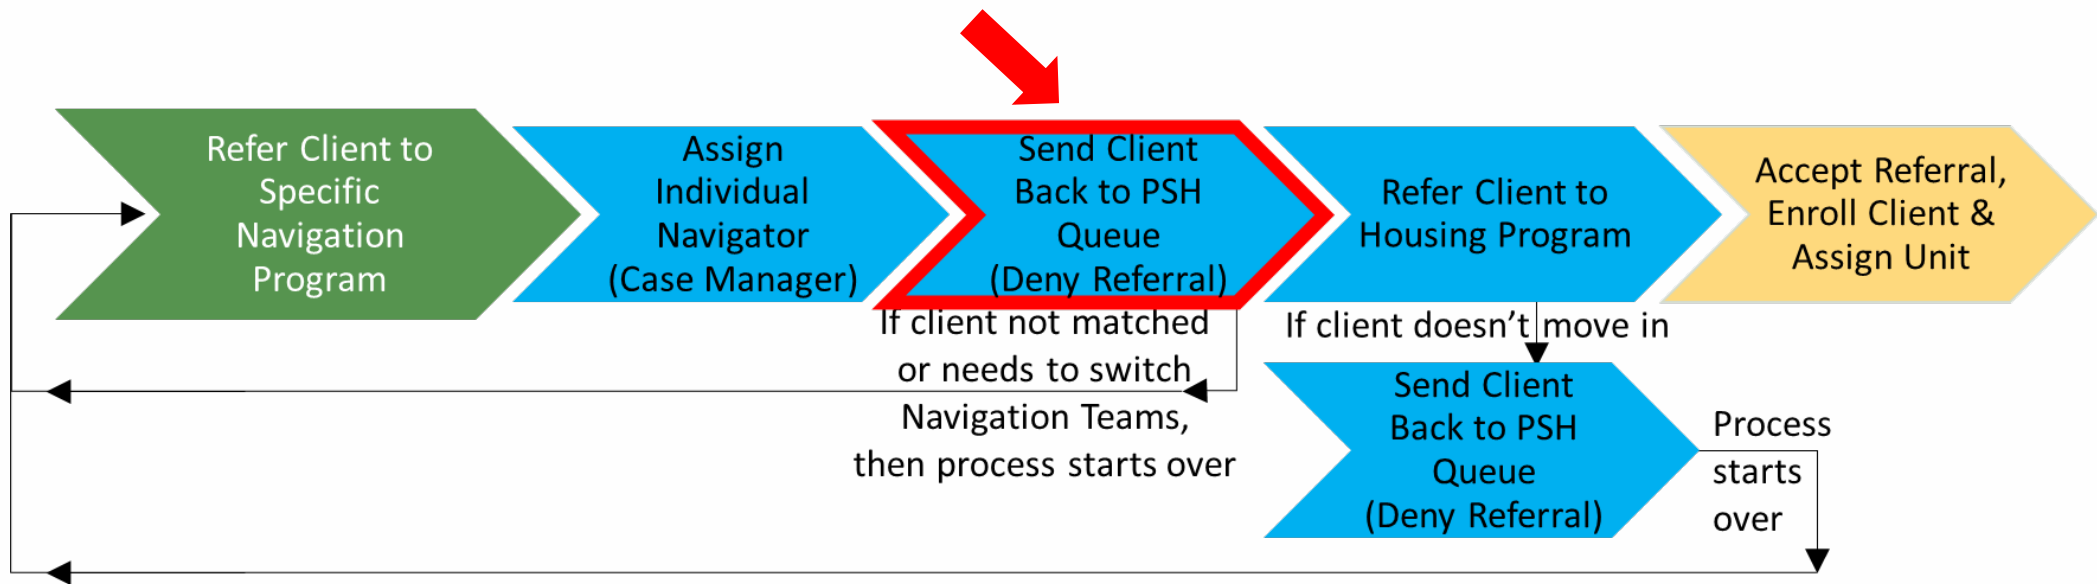 Refer Client to
Specific
Navigation
Program
Assign
Individual
Navigator
(Case Manager)
Send Client
Back to PSH
Queue
(Deny Referral)
If client not matched
or needs to switch
Navigation Teams,
then process starts over
Refer Client to
Housing Program
If client doesn’t move in
Send Client
Back to PSH
Queue
(Deny Referral)
Process
starts
over
Accept Referral,
Enroll Client &
Assign Unit